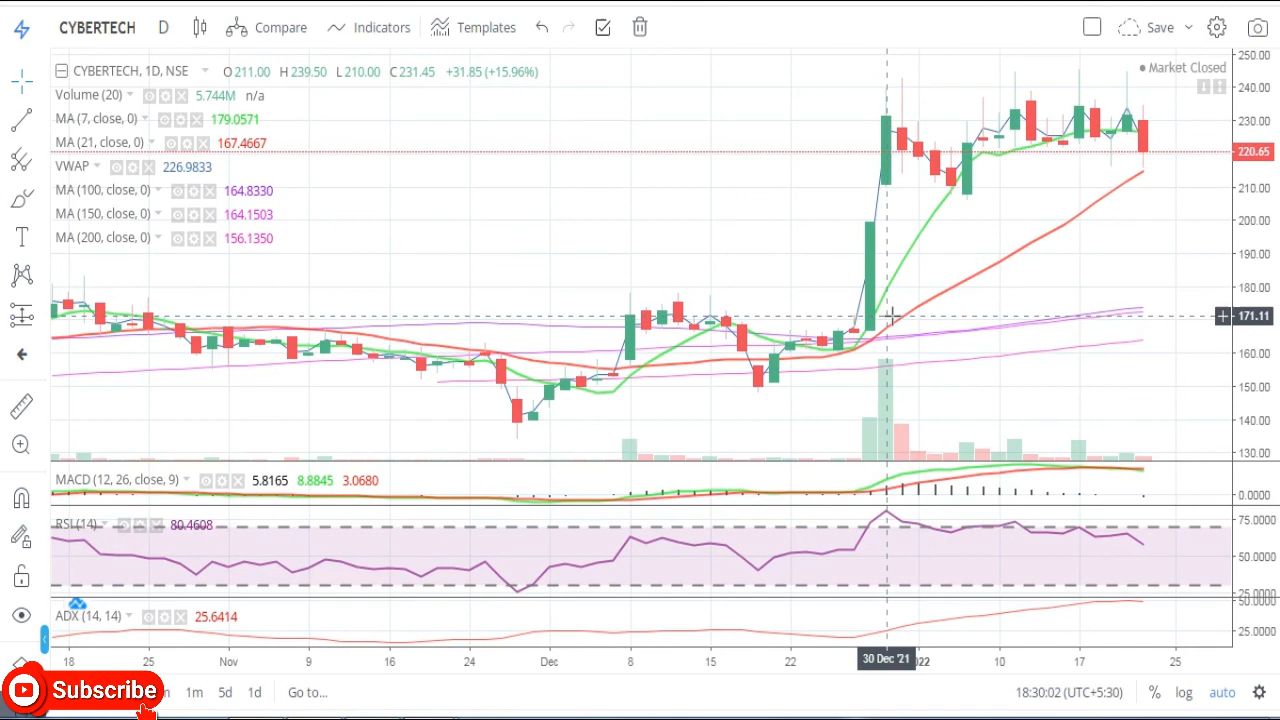 CYBERTECH D Compare Indicators Templates Save
CYBERTECH, 1D, NSE O211.00 H239.50 L210.00 C231.45 +31.85 (+15.96%)
Market Closed
Volume (20) 5.744M n/a
MA (7, close, 0) 179.0571
MA (21, close, 0) 167.4667
VWAP 226.9833
MA (100, close, 0) 164.8330
MA (150, close, 0) 164.1503
MA (200, close, 0) 156.1350
250.00
240.00
230.00
220.65
210.00
200.00
190.00
180.00
171.11
160.00
150.00
140.00
130.00
MACD (12, 26, close, 9) 5.8165 8.8845 3.0680
0.0000
RSI (14) 80.4608
75.0000
50.0000
25.0000
50.0000
ADX (14, 14) 25.6414
25.0000
18 25 Nov 9 16 24 Dec 8 15 22 30 Dec '21 022 10 17 25
Subscribe m 1m 5d 1d Go to... 18:30:02 (UTC+5:30) % log auto